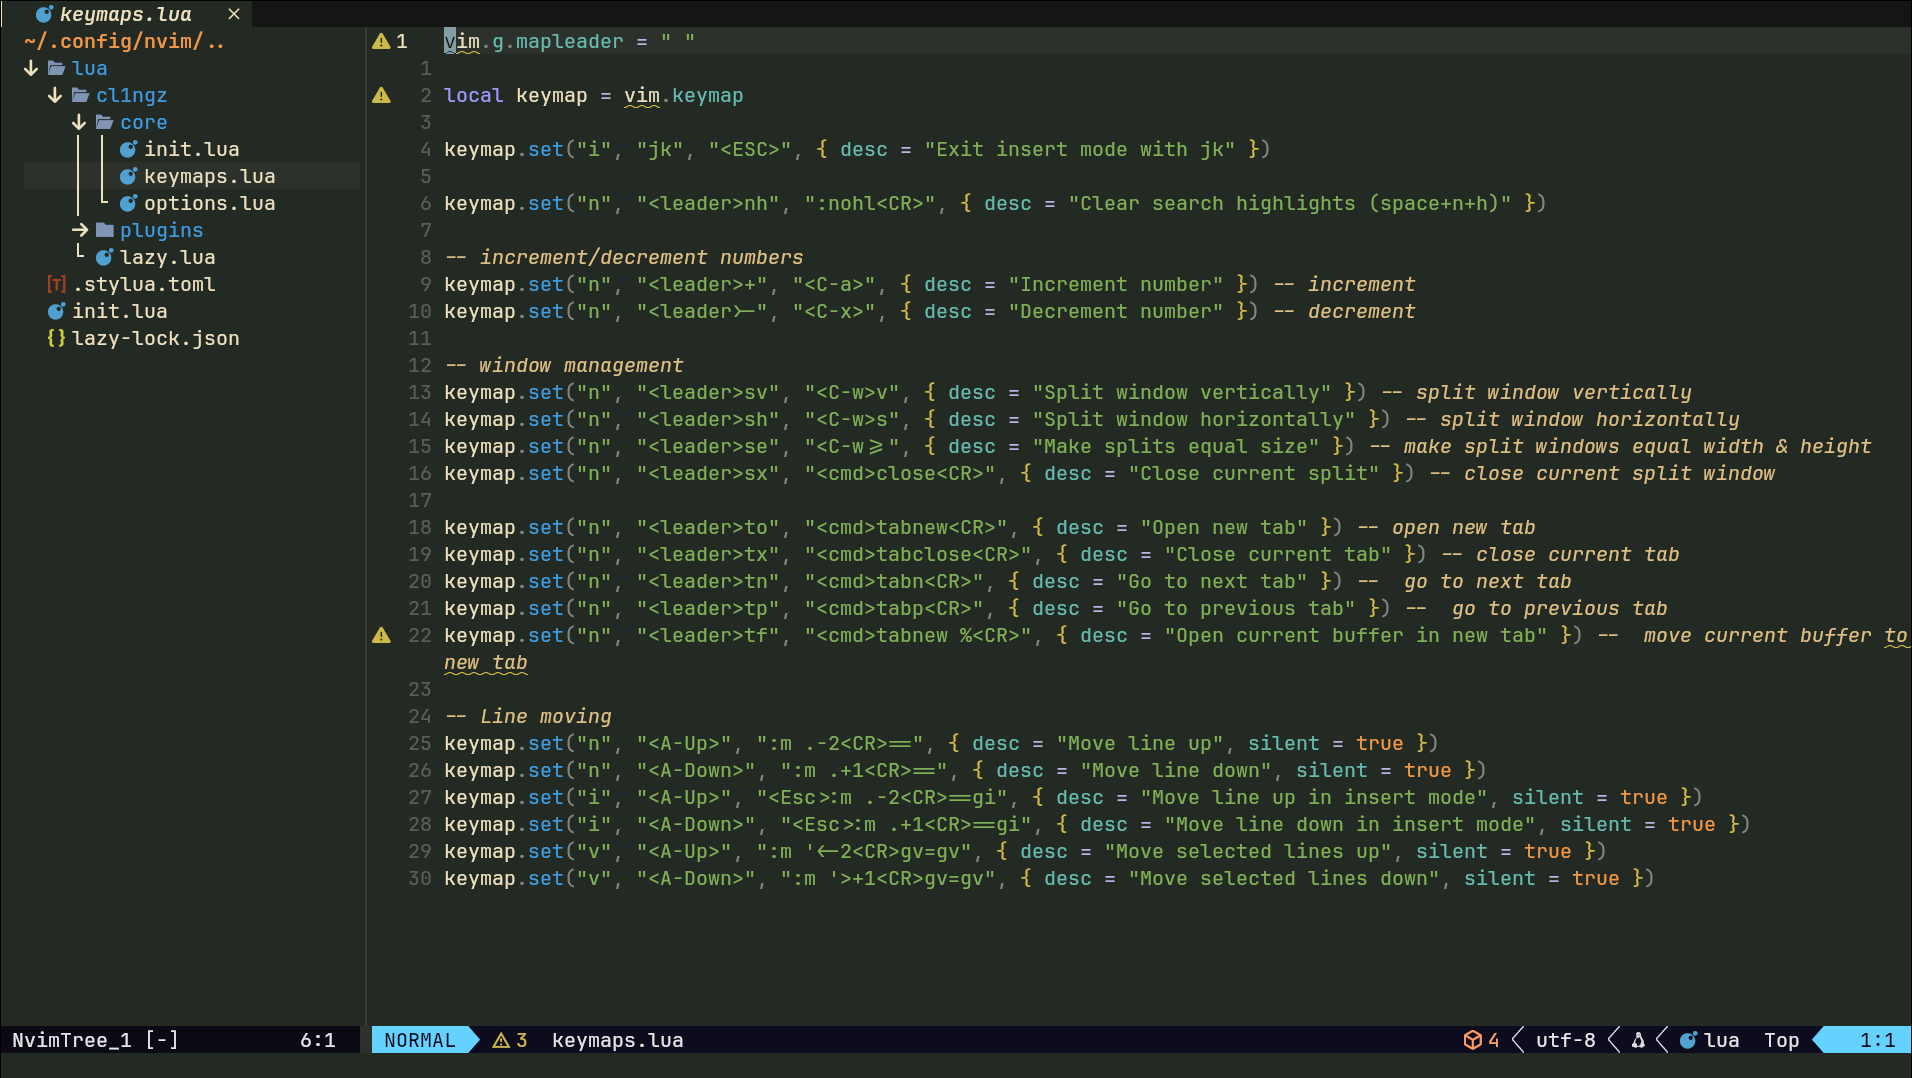 keymaps.lua ×
~/.config/nvim/..
lua
cl1ngz
core
init.lua
keymaps.lua
options.lua
plugins
lazy.lua
[T] .stylua.toml
init.lua
{} lazy-lock.json
1 vim.g.mapleader = " "
1
2 local keymap = vim.keymap
3
4 keymap.set("i", "jk", "<ESC>", { desc = "Exit insert mode with jk" })
5
6 keymap.set("n", "<leader>nh", ":nohl<CR>", { desc = "Clear search highlights (space+n+h)" })
7
8 -- increment/decrement numbers
9 keymap.set("n", "<leader>+", "<C-a>", { desc = "Increment number" }) -- increment
10 keymap.set("n", "<leader>-", "<C-x>", { desc = "Decrement number" }) -- decrement
11
12 -- window management
13 keymap.set("n", "<leader>sv", "<C-w>v", { desc = "Split window vertically" }) -- split window vertically
14 keymap.set("n", "<leader>sh", "<C-w>s", { desc = "Split window horizontally" }) -- split window horizontally
15 keymap.set("n", "<leader>se", "<C-w>=", { desc = "Make splits equal size" }) -- make split windows equal width & height
16 keymap.set("n", "<leader>sx", "<cmd>close<CR>", { desc = "Close current split" }) -- close current split window
17
18 keymap.set("n", "<leader>to", "<cmd>tabnew<CR>", { desc = "Open new tab" }) -- open new tab
19 keymap.set("n", "<leader>tx", "<cmd>tabclose<CR>", { desc = "Close current tab" }) -- close current tab
20 keymap.set("n", "<leader>tn", "<cmd>tabn<CR>", { desc = "Go to next tab" }) --  go to next tab
21 keymap.set("n", "<leader>tp", "<cmd>tabp<CR>", { desc = "Go to previous tab" }) --  go to previous tab
22 keymap.set("n", "<leader>tf", "<cmd>tabnew %<CR>", { desc = "Open current buffer in new tab" }) --  move current buffer to
new tab
23
24 -- Line moving
25 keymap.set("n", "<A-Up>", ":m .-2<CR>==", { desc = "Move line up", silent = true })
26 keymap.set("n", "<A-Down>", ":m .+1<CR>==", { desc = "Move line down", silent = true })
27 keymap.set("i", "<A-Up>", "<Esc>:m .-2<CR>==gi", { desc = "Move line up in insert mode", silent = true })
28 keymap.set("i", "<A-Down>", "<Esc>:m .+1<CR>==gi", { desc = "Move line down in insert mode", silent = true })
29 keymap.set("v", "<A-Up>", ":m '<-2<CR>gv=gv", { desc = "Move selected lines up", silent = true })
30 keymap.set("v", "<A-Down>", ":m '>+1<CR>gv=gv", { desc = "Move selected lines down", silent = true })
NvimTree_1 [-] 6:1
NORMAL 3 keymaps.lua 4 utf-8 lua Top 1:1